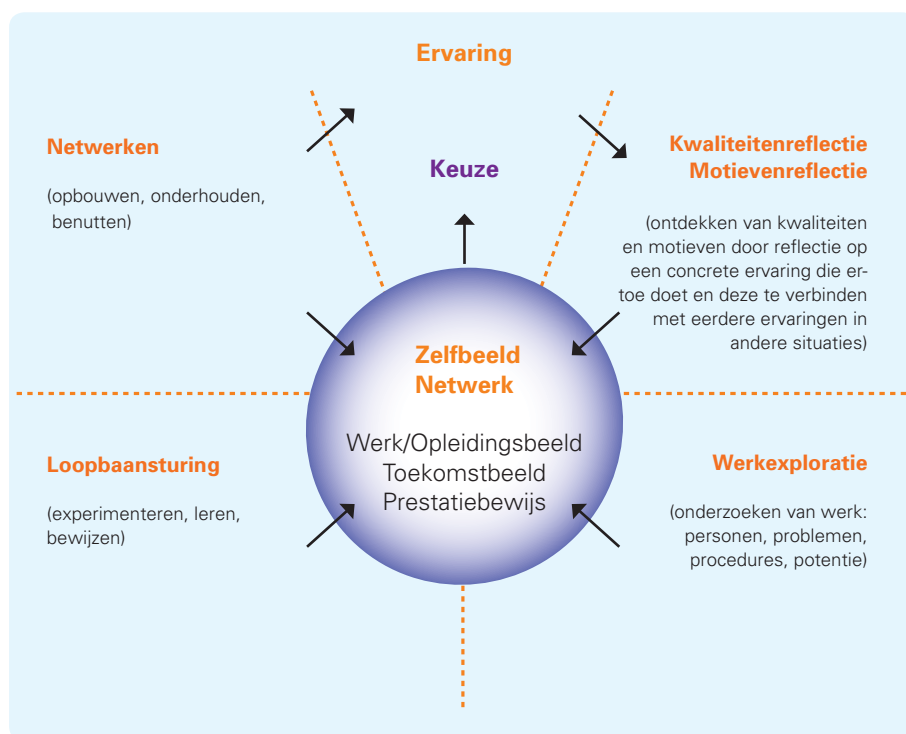 Ervaring
Netwerken
(opbouwen, onderhouden,
benutten)
Keuze
Kwaliteitenreflectie
Motievenreflectie
(ontdekken van kwaliteiten
en motieven door reflectie op
een concrete ervaring die er-
toe doet en deze te verbinden
met eerdere ervaringen in
andere situaties)
Zelfbeeld
Netwerk
Werk/Opleidingsbeeld
Toekomstbeeld
Prestatiebewijs
Loopbaansturing
(experimenteren, leren,
bewijzen)
Werkexploratie
(onderzoeken van werk:
personen, problemen,
procedures, potentie)